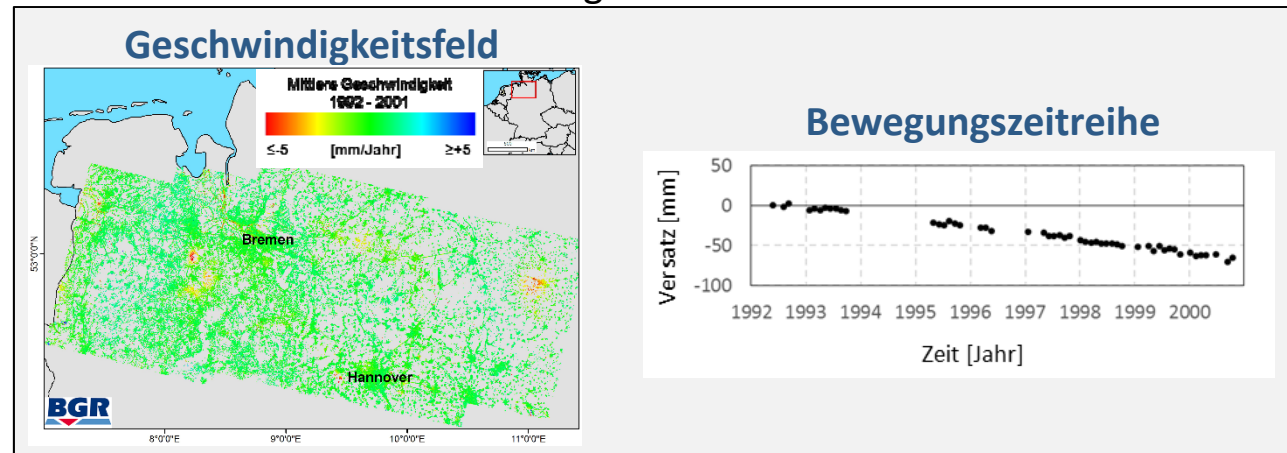 Geschwindigkeitsfeld
Mittlere Geschwindigkeit
1992 - 2001
≤-5 [mm/Jahr] ≥+5
Bremen
Hannover
53°0'0"N
BGR
8°0'0"E 9°0'0"E 10°0'0"E 11°0'0"E
Bewegungszeitreihe
Versatz [mm]
50
0
-50
-100
1992 1993 1994 1995 1996 1997 1998 1999 2000
Zeit [Jahr]